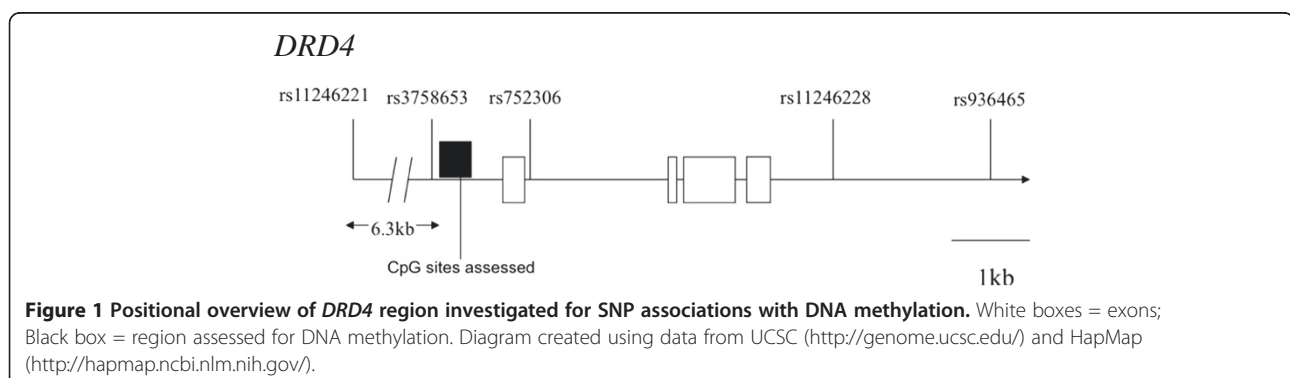 DRD4
rs11246221 rs3758653 rs752306 rs11246228 rs936465
6.3kb
CpG sites assessed
1kb
Figure 1 Positional overview of DRD4 region investigated for SNP associations with DNA methylation. White boxes = exons;
Black box = region assessed for DNA methylation. Diagram created using data from UCSC (http://genome.ucsc.edu/) and HapMap
(http://hapmap.ncbi.nlm.nih.gov/).